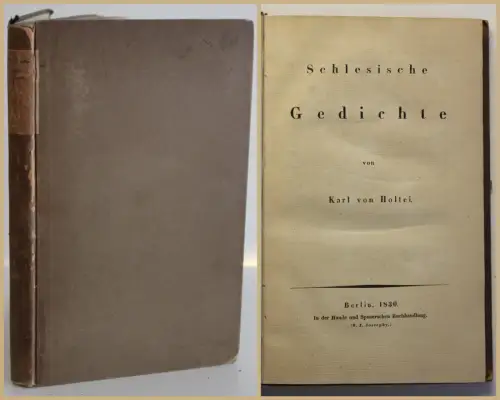 Schlesische
Gedichte
von
Karl von Holtei.
Berlin, 1830.
In der Haude und Spenerschen Buchhandlung.
(S. J. Joseephy.)